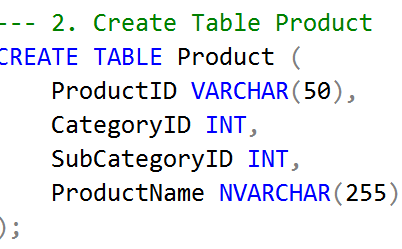 --- 2. Create Table Product
CREATE TABLE Product (
ProductID VARCHAR(50),
CategoryID INT,
SubCategoryID INT,
ProductName NVARCHAR(255)
);